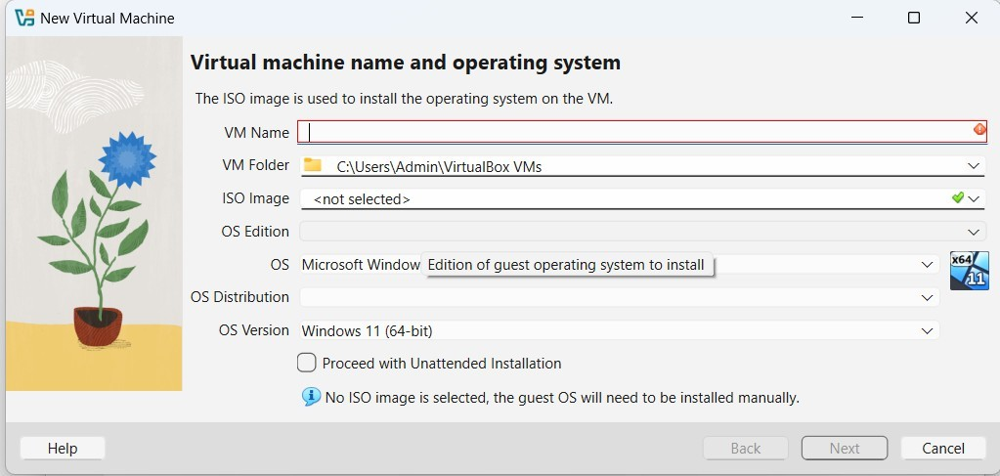 New Virtual Machine
Virtual machine name and operating system
The ISO image is used to install the operating system on the VM.
VM Name
VM Folder C:\Users\Admin\VirtualBox VMs
ISO Image <not selected>
OS Edition
OS Microsoft Window Edition of guest operating system to install
x64
11
OS Distribution
OS Version Windows 11 (64-bit)
Proceed with Unattended Installation
No ISO image is selected, the guest OS will need to be installed manually.
Help Back Next Cancel